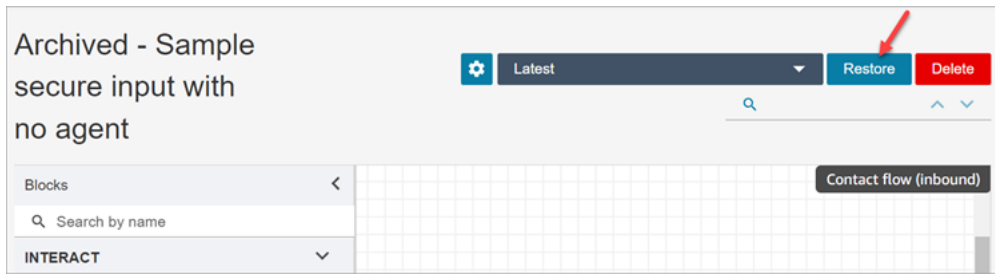 Archived - Sample
secure input with
no agent
Latest
Restore
Delete
Blocks
Search by name
INTERACT
Contact flow (inbound)